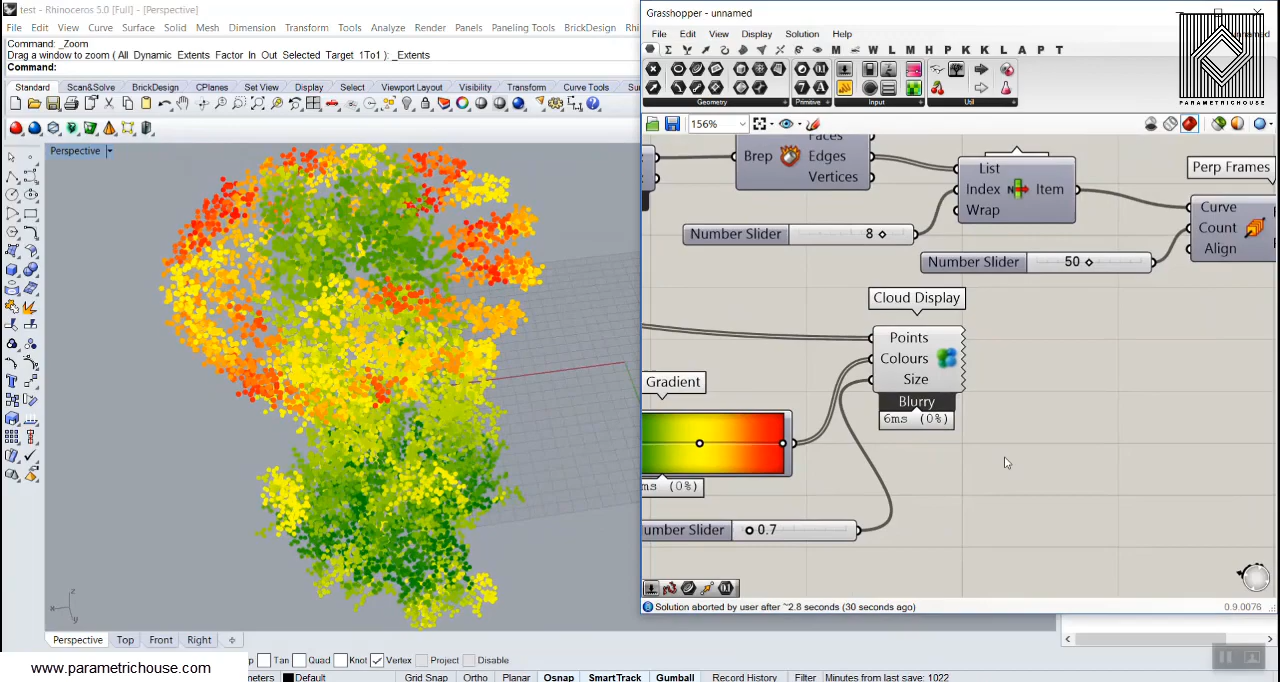 test - Rhinoceros 5.0 [Full] - [Perspective]
File Edit View Curve Surface Solid Mesh Dimension Transform Tools Analyze Render Panels Paneling Tools BrickDesign
Command: _Zoom
Drag a window to zoom ( All Dynamic Extents Factor In Out Selected Target 1To1 ): _Extents
Command:
Standard Scan&Solve BrickDesign CPlanes Set View Display Select Viewport Layout Visibility Transform Curve Tools
Perspective
z
x
y
Perspective Top Front Right
Tan Quad Knot Vertex Project Disable
www.parametrichouse.com
Default Grid Snap Ortho Planar Osnap SmartTrack Gumball Record History Filter Minutes from last save: 1022
Grasshopper - unnamed
File Edit View Display Solution Help
M W L M H P K K L A P T
Geometry Primitive Input Util
PARAMETRICHOUSE
156%
Faces
Brep Edges
Vertices
List
Index Item
Wrap
Perp Frames
Curve
Count
Align
Number Slider 8
Number Slider 50
Cloud Display
Points
Colours
Size
Blurry
6ms (0%)
Gradient
ms (0%)
umber Slider 0.7
Solution aborted by user after ~2.8 seconds (30 seconds ago)
0.9.0076